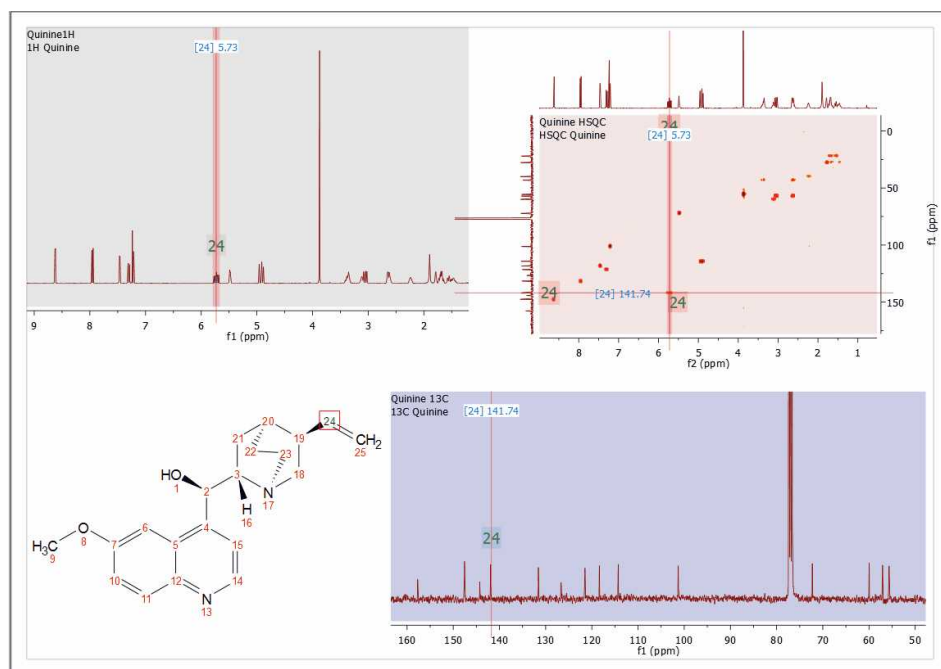 Quinine1H
1H Quinine
[24] 5.73
24
9 8 7 6 5 4 3 2
f1 (ppm)
Quinine HSQC
HSQC Quinine
24
[24] 5.73
24
[24] 141.74
24
0
50
100
150
f1 (ppm)
8 7 6 5 4 3 2 1
f2 (ppm)
Quinine 13C
13C Quinine
[24] 141.74
24
160 150 140 130 120 110 100 90 80 70 60 50
f1 (ppm)
20
24
21
19
CH2
22
23
25
HO
3
18
1
2
N
17
H
16
O
6
4
8
7
5
15
H3C
9
10
12
14
11
N
13